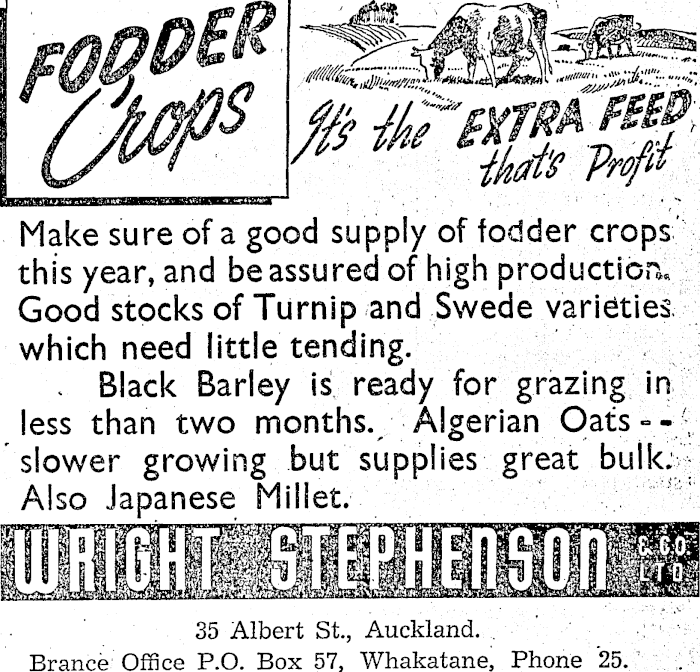 FODDER
Crops
It's the EXTRA FEED
that's Profit
Make sure of a good supply of fodder crops
this year, and be assured of high production.
Good stocks of Turnip and Swede varieties
which need little tending.
Black Barley is ready for grazing in
less than two months. Algerian Oats --
slower growing but supplies great bulk.
Also Japanese Millet.
WRIGHT STEPHENSON & CO. LTD
35 Albert St., Auckland.
Brance Office P.O. Box 57, Whakatane, Phone 25.